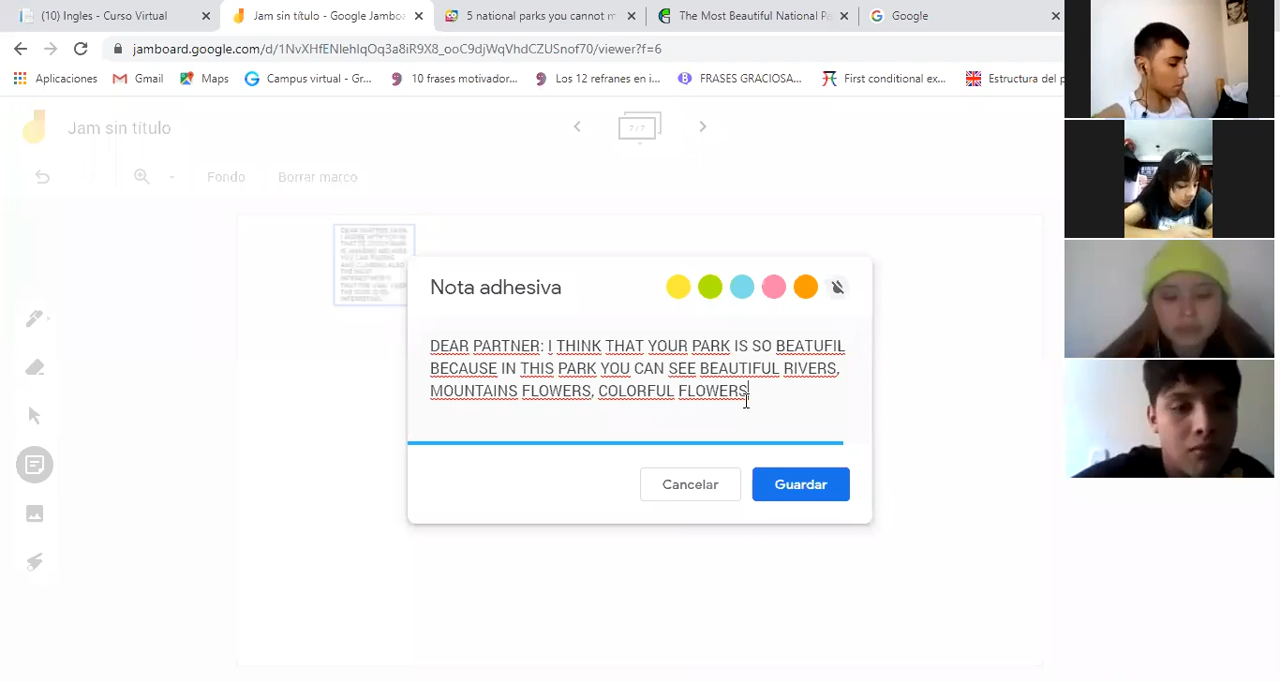 (10) Ingles - Curso Virtual
Jam sin título - Google Jamboa
5 national parks you cannot m
The Most Beautiful National Pa
Google
jamboard.google.com/d/1NvXHfENIehIqOq3a8iR9X8_ooC9djWqVhdCZUSnof70/viewer?f=6
Aplicaciones
Gmail
Maps
Campus virtual - Gr...
10 frases motivador...
Los 12 refranes en i...
FRASES GRACIOSA...
First conditional ex...
Estructura del p
Jam sin título
7 / 7
Fondo
Borrar marco
Nota adhesiva
DEAR PARTNER: I THINK THAT YOUR PARK IS SO BEATUFIL
BECAUSE IN THIS PARK YOU CAN SEE BEAUTIFUL RIVERS,
MOUNTAINS FLOWERS, COLORFUL FLOWERS
Cancelar
Guardar